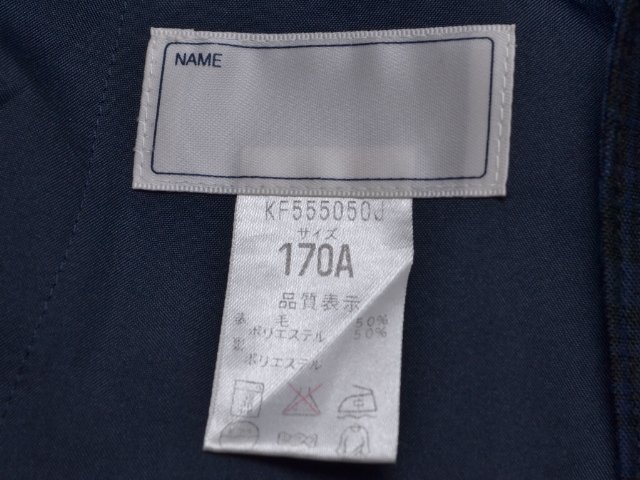 NAME
KF555050J
サイズ
170A
品質表示
毛 50%
ポリエステル 50%
ポリエステル